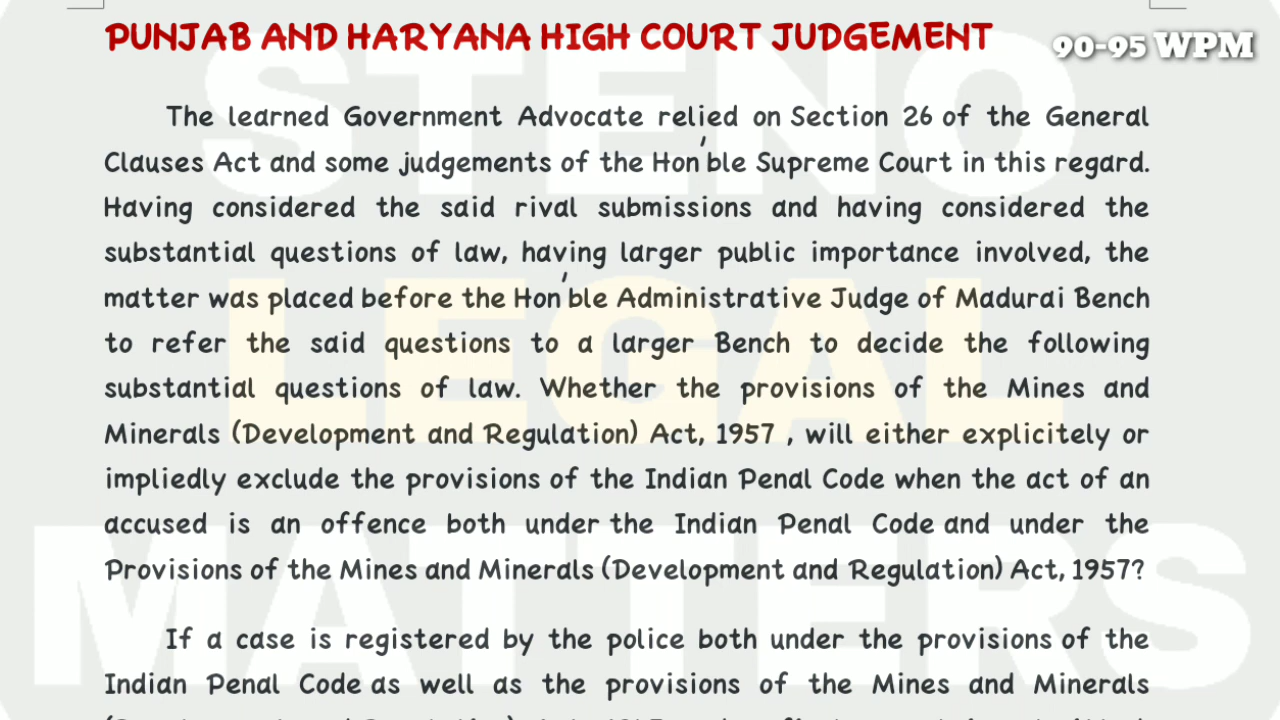 PUNJAB AND HARYANA HIGH COURT JUDGEMENT
90-95 WPM
STENO
LEGAL
MATTERS
The learned Government Advocate relied on Section 26 of the General
Clauses Act and some judgements of the Hon'ble Supreme Court in this regard.
Having considered the said rival submissions and having considered the
substantial questions of law, having larger public importance involved, the
matter was placed before the Hon'ble Administrative Judge of Madurai Bench
to refer the said questions to a larger Bench to decide the following
substantial questions of law. Whether the provisions of the Mines and
Minerals (Development and Regulation) Act, 1957 , will either explicitely or
impliedly exclude the provisions of the Indian Penal Code when the act of an
accused is an offence both under the Indian Penal Code and under the
Provisions of the Mines and Minerals (Development and Regulation) Act, 1957?
If a case is registered by the police both under the provisions of the
Indian Penal Code as well as the provisions of the Mines and Minerals